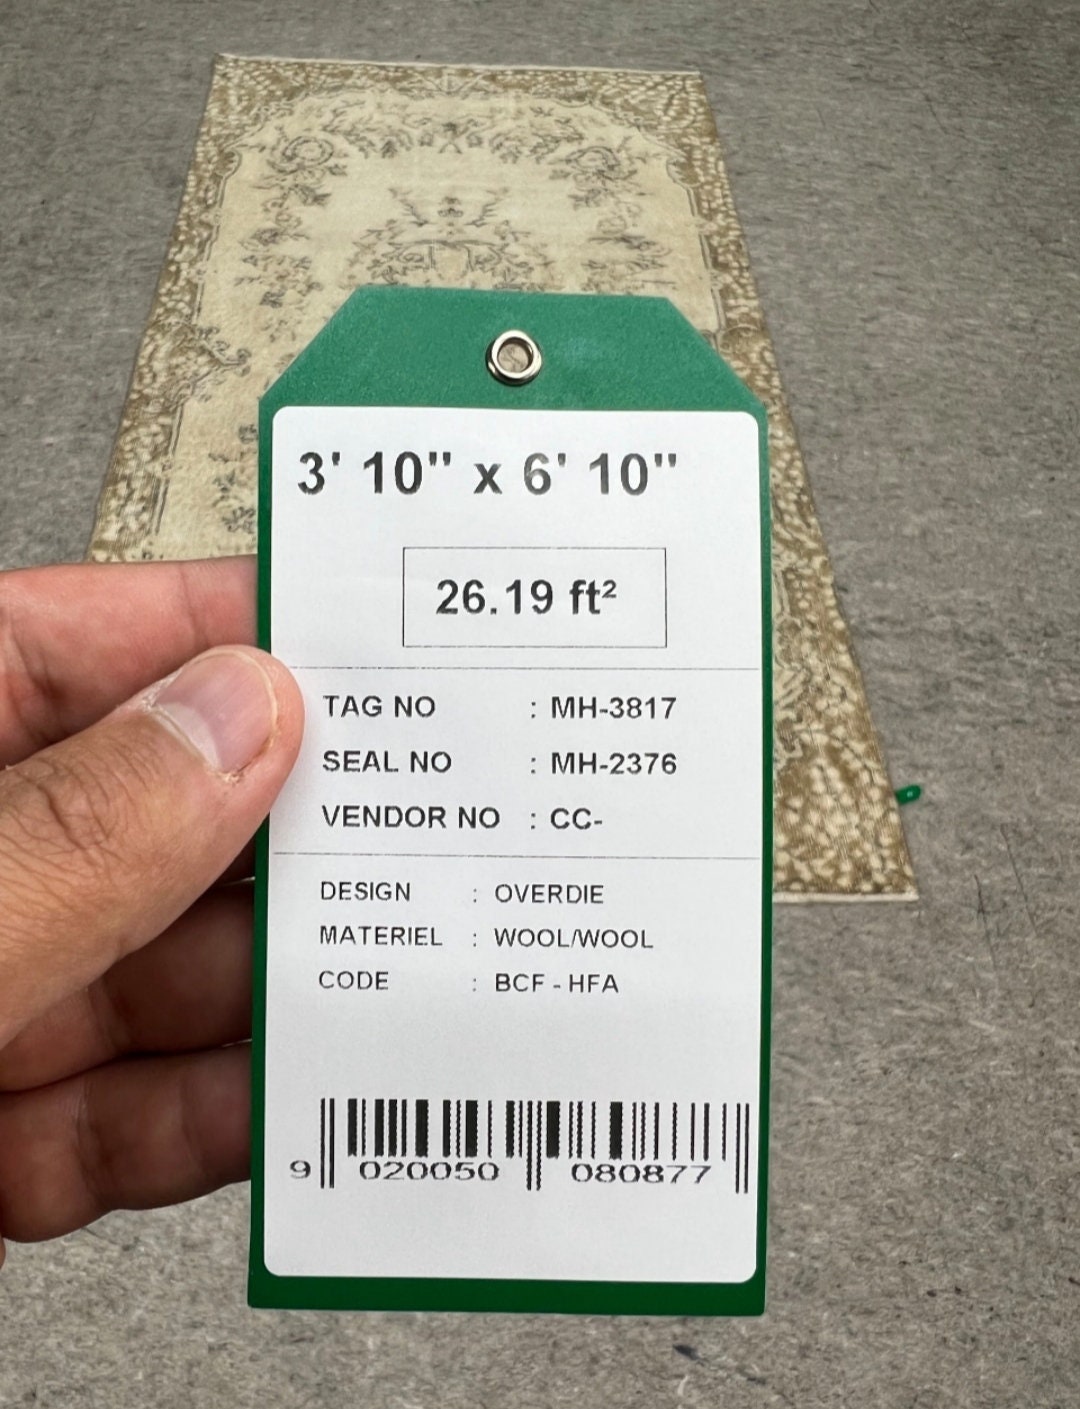 3' 10" x 6' 10"
26.19 ft²
TAG NO : MH-3817
SEAL NO : MH-2376
VENDOR NO : CC-
DESIGN : OVERDIE
MATERIEL : WOOL/WOOL
CODE : BCF - HFA
9 020050 080877